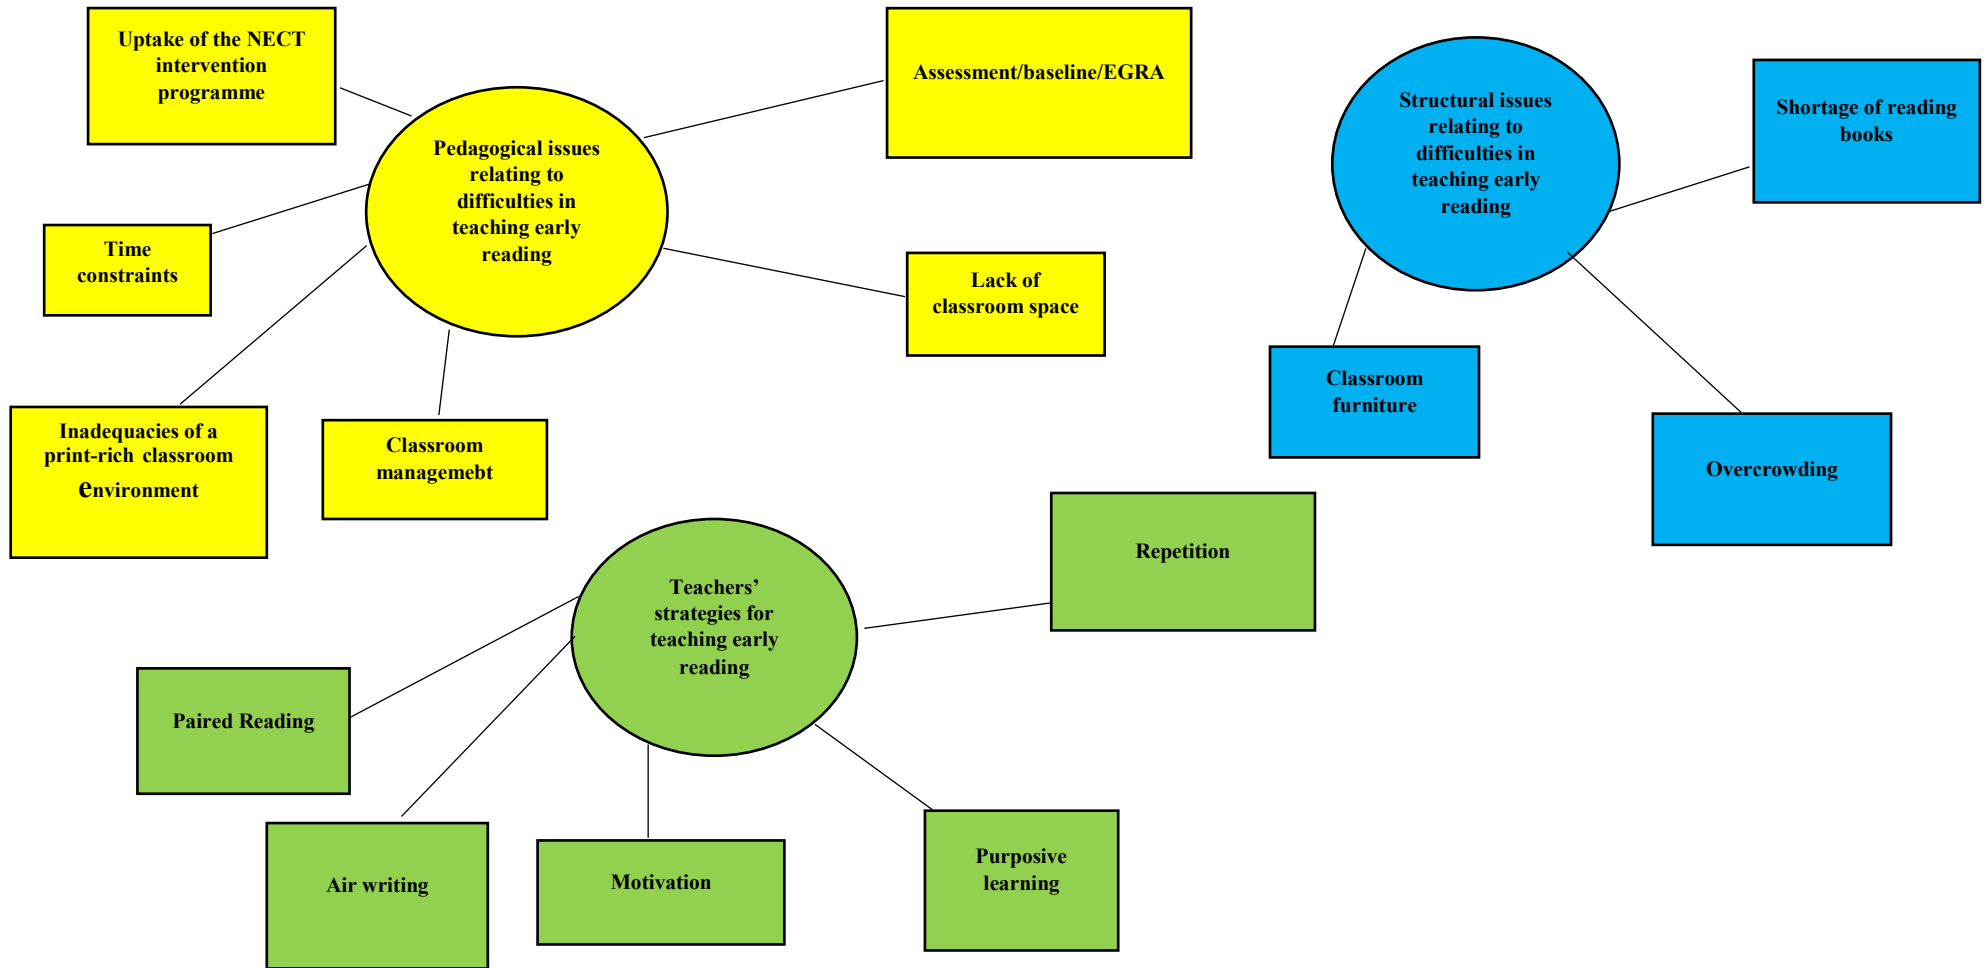 Uptake of the NECT
intervention
programme
Assessment/baseline/EGRA
Pedagogical issues
relating to
difficulties in
teaching early
reading
Time
constraints
Lack of
classroom space
Inadequacies of a
print-rich classroom
environment
Classroom
managemebt
Structural issues
relating to
difficulties in
teaching early
reading
Shortage of reading
books
Classroom
furniture
Overcrowding
Teachers’
strategies for
teaching early
reading
Repetition
Paired Reading
Air writing
Motivation
Purposive
learning